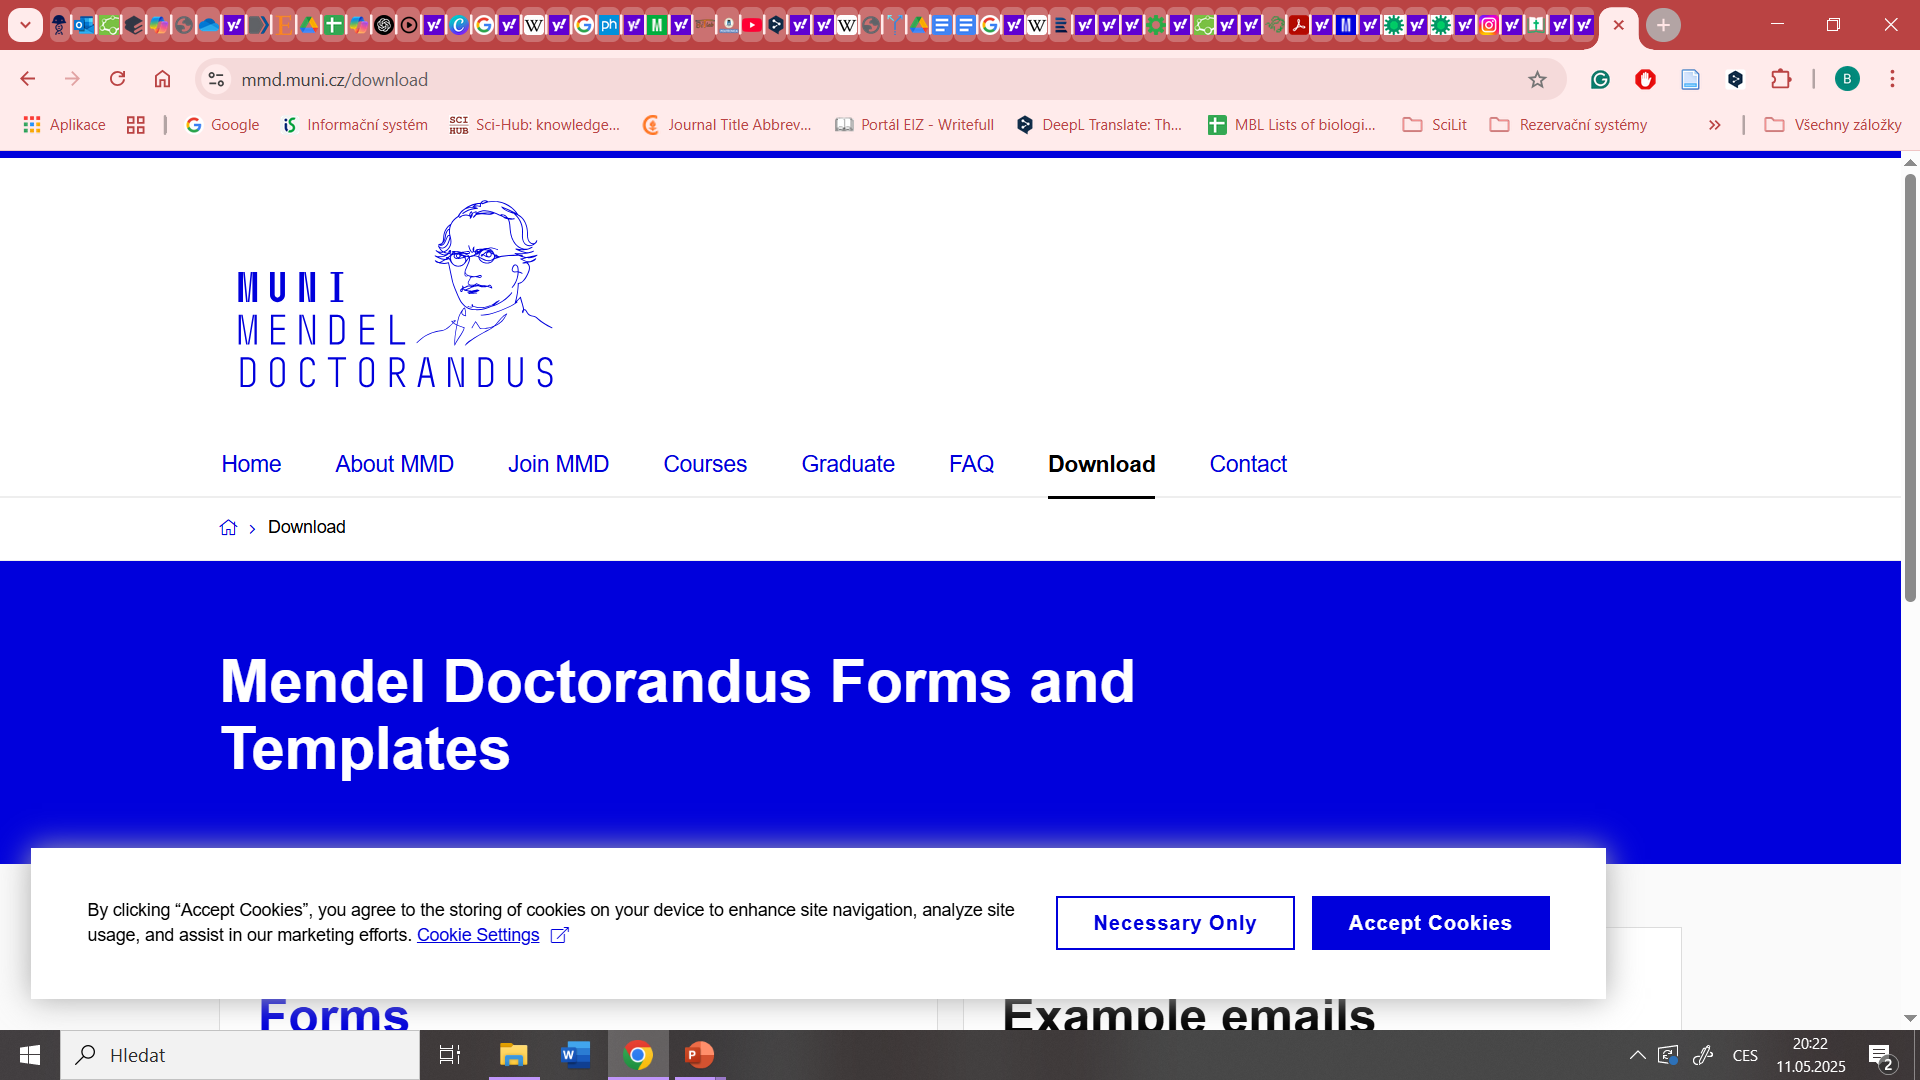 mmd.muni.cz/download
B
Aplikace
Google
Informační systém
SCI HUB Sci-Hub: knowledge...
Journal Title Abbrev...
Portál EIZ - Writefull
DeepL Translate: Th...
MBL Lists of biologi...
SciLit
Rezervační systémy
»
Všechny záložky
MUNI
MENDEL
DOCTORANDUS
Home About MMD Join MMD Courses Graduate FAQ Download Contact
Download
Mendel Doctorandus Forms and
Templates
By clicking “Accept Cookies”, you agree to the storing of cookies on your device to enhance site navigation, analyze site
usage, and assist in our marketing efforts. Cookie Settings
Necessary Only
Accept Cookies
Forms
Example emails
Hledat
CES
20:22
11.05.2025
2